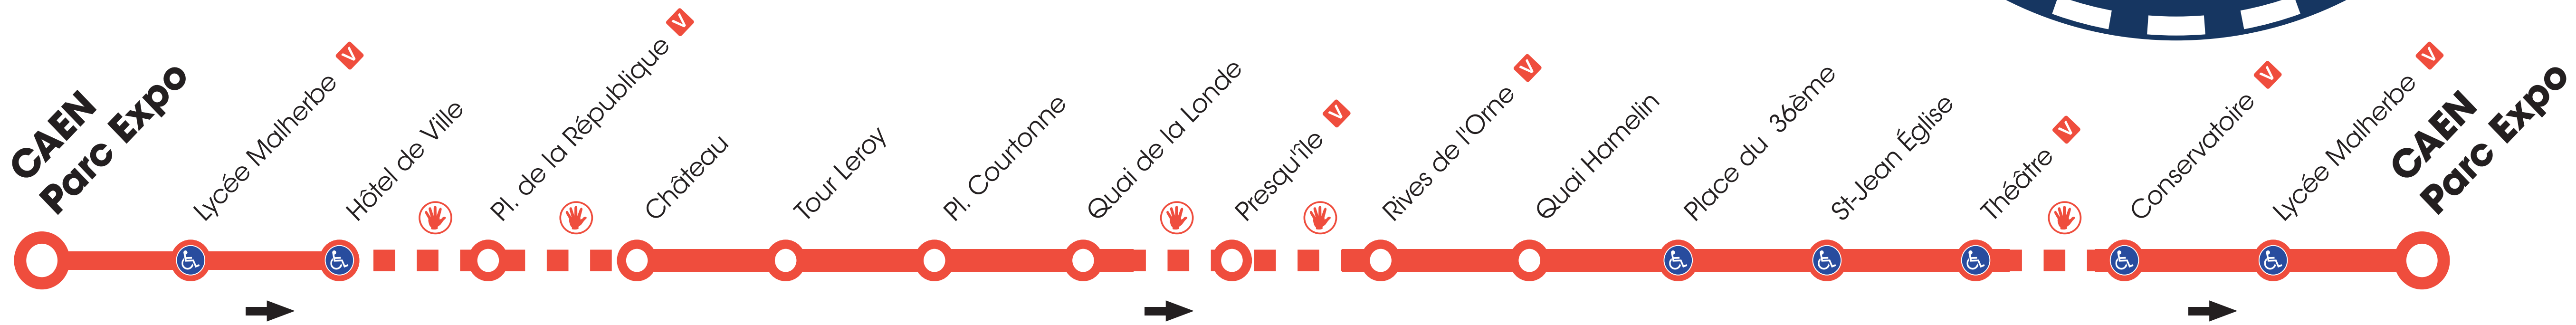 CAEN
Parc Expo
Lycée Malherbe V
Hôtel de Ville
Pl. de la République V
Château
Tour Leroy
Pl. Courtonne
Quai de la Londe
Presqu'île V
Rives de l'Orne V
Quai Hamelin
Place du 36ème
St-Jean Église
Théâtre V
Conservatoire V
Lycée Malherbe V
CAEN
Parc Expo